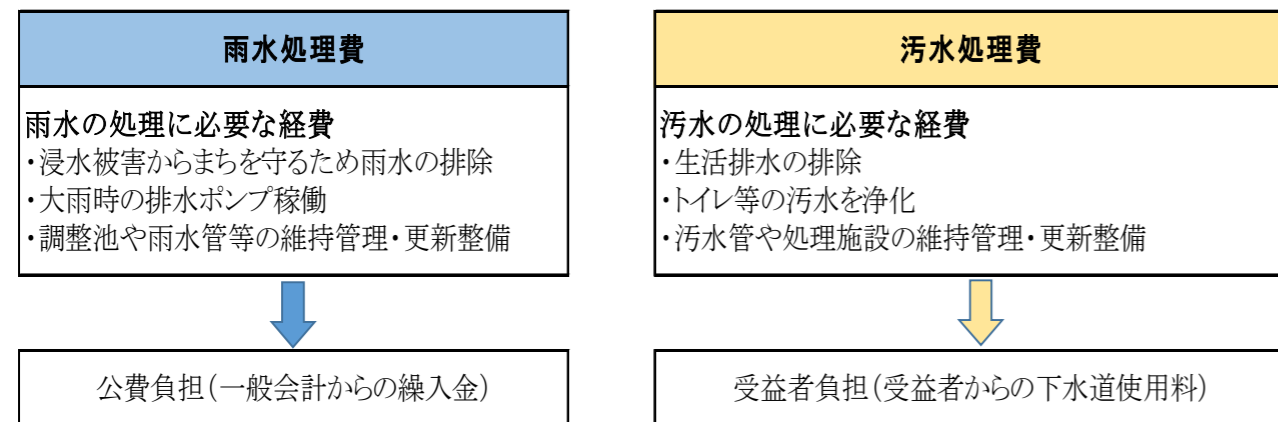 雨水処理費
雨水の処理に必要な経費
・浸水被害からまちを守るため雨水の排除
・大雨時の排水ポンプ稼働
・調整池や雨水管等の維持管理・更新整備
公費負担(一般会計からの繰入金)
汚水処理費
汚水の処理に必要な経費
・生活排水の排除
・トイレ等の汚水を浄化
・汚水管や処理施設の維持管理・更新整備
受益者負担(受益者からの下水道使用料)